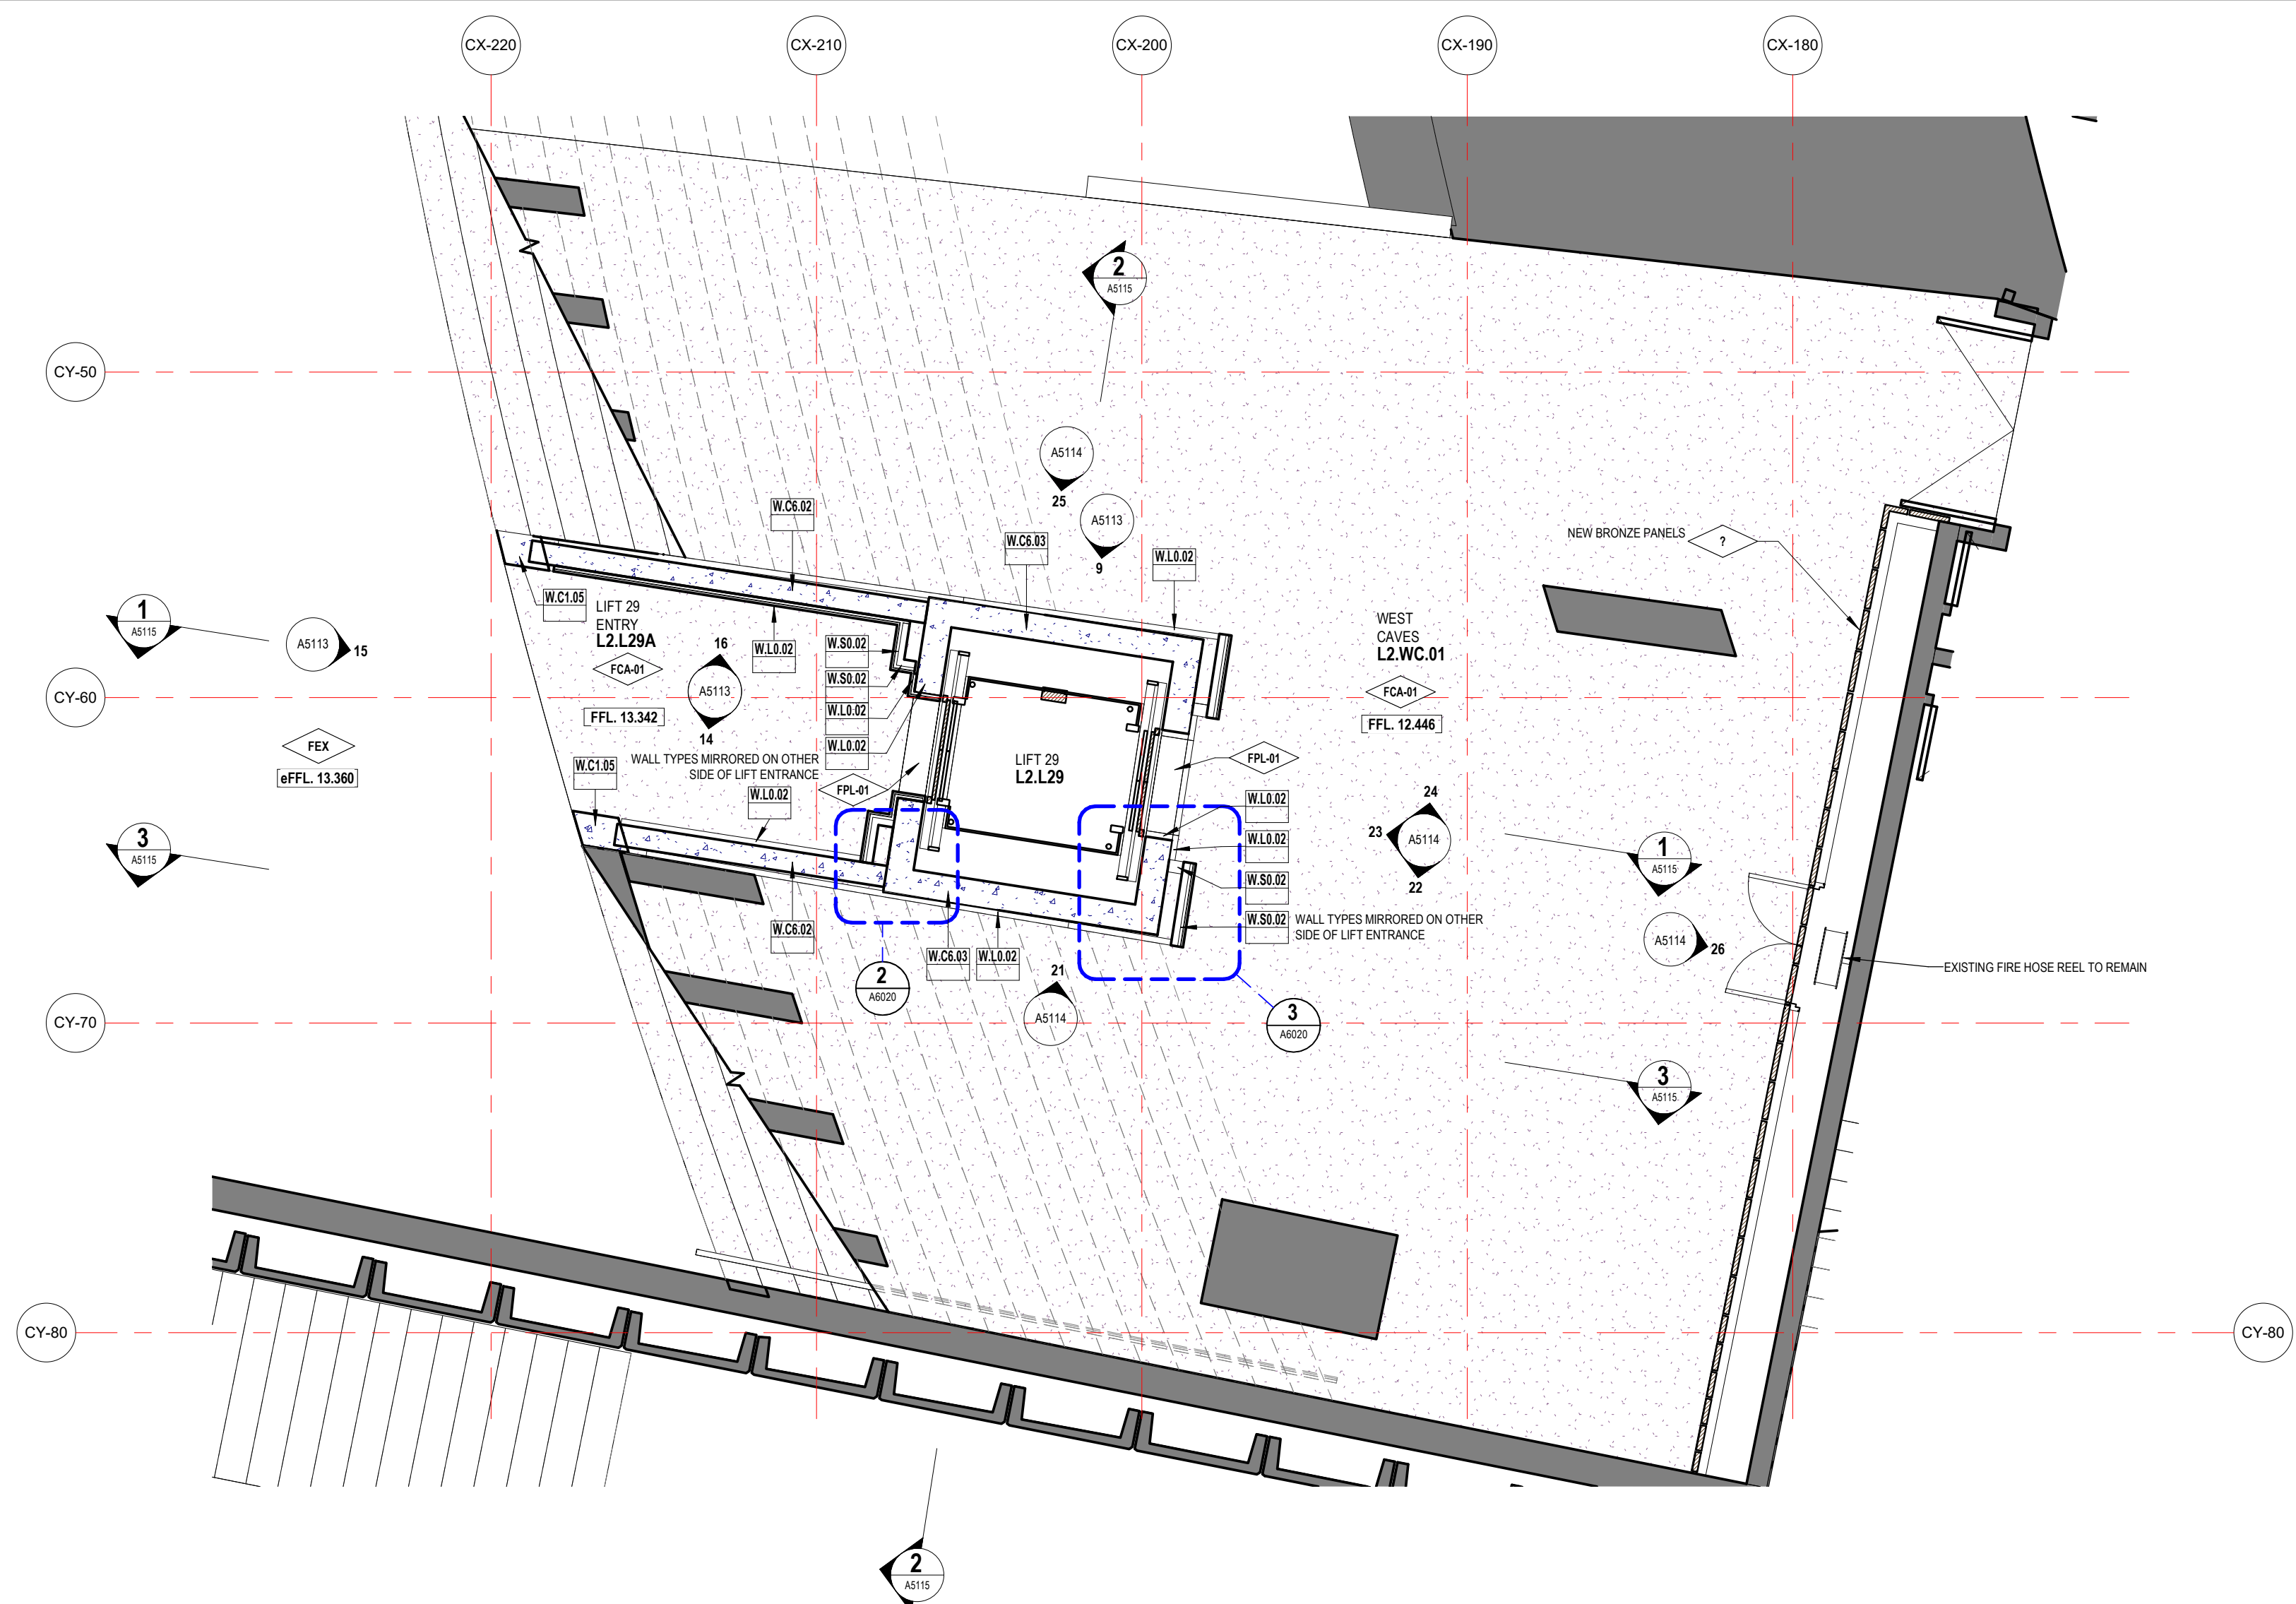 CX-220
CX-210
CX-200
CX-190
CX-180
2
A5115
CY-50
CY-50
A5114
25
A5113
9
W.C6.02
W.C6.03
W.L0.02
NEW BRONZE PANELS
?
1
A5115
A5113
15
W.C1.05
LIFT 29
ENTRY
L2.L29A
FCA-01
FFL. 13.342
16
A5113
14
W.L0.02
W.S0.02
W.S0.02
W.L0.02
W.L0.02
WEST
CAVES
L2.WC.01
FCA-01
FFL. 12.446
CY-60
FEX
eFFL. 13.360
WALL TYPES MIRRORED ON OTHER
SIDE OF LIFT ENTRANCE
W.C1.05
W.L0.02
FPL-01
LIFT 29
L2.L29
FPL-01
3
A5115
W.L0.02
W.L0.02
W.S0.02
W.S0.02
WALL TYPES MIRRORED ON OTHER
SIDE OF LIFT ENTRANCE
24
23
A5114
22
1
A5115
W.C6.02
W.C6.03
W.L0.02
2
A6020
21
A5114
3
A6020
A5114
26
EXISTING FIRE HOSE REEL TO REMAIN
CY-70
3
A5115
CY-80
CY-80
2
A5115